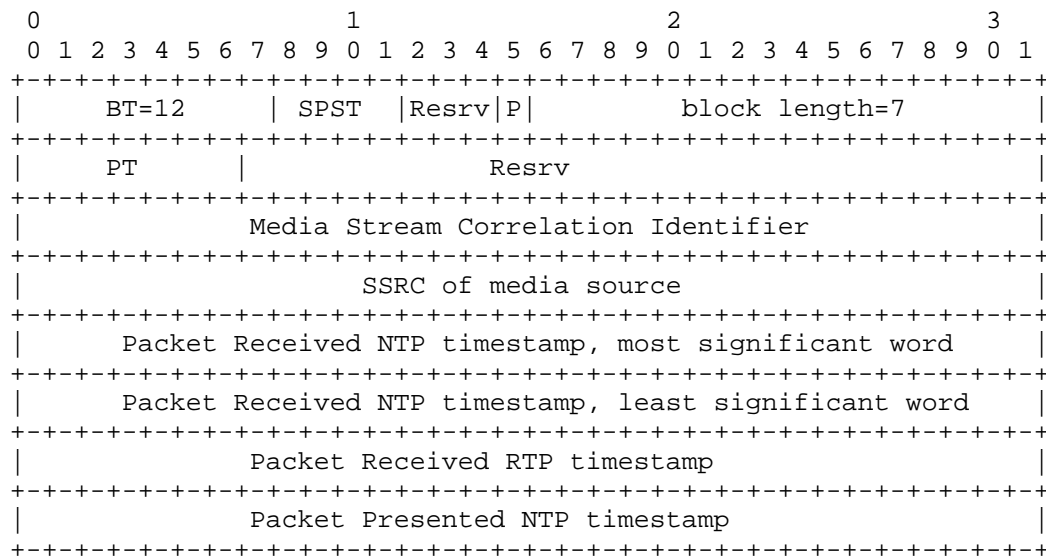 0                   1                   2                   3
0 1 2 3 4 5 6 7 8 9 0 1 2 3 4 5 6 7 8 9 0 1 2 3 4 5 6 7 8 9 0 1
+-+-+-+-+-+-+-+-+-+-+-+-+-+-+-+-+-+-+-+-+-+-+-+-+-+-+-+-+-+-+-+-+
|     BT=12     | SPST  |Resrv|P|         block length=7        |
+-+-+-+-+-+-+-+-+-+-+-+-+-+-+-+-+-+-+-+-+-+-+-+-+-+-+-+-+-+-+-+-+
|     PT      |               Resrv                             |
+-+-+-+-+-+-+-+-+-+-+-+-+-+-+-+-+-+-+-+-+-+-+-+-+-+-+-+-+-+-+-+-+
|              Media Stream Correlation Identifier              |
+-+-+-+-+-+-+-+-+-+-+-+-+-+-+-+-+-+-+-+-+-+-+-+-+-+-+-+-+-+-+-+-+
|                     SSRC of media source                      |
+-+-+-+-+-+-+-+-+-+-+-+-+-+-+-+-+-+-+-+-+-+-+-+-+-+-+-+-+-+-+-+-+
|      Packet Received NTP timestamp, most significant word     |
+-+-+-+-+-+-+-+-+-+-+-+-+-+-+-+-+-+-+-+-+-+-+-+-+-+-+-+-+-+-+-+-+
|      Packet Received NTP timestamp, least significant word    |
+-+-+-+-+-+-+-+-+-+-+-+-+-+-+-+-+-+-+-+-+-+-+-+-+-+-+-+-+-+-+-+-+
|              Packet Received RTP timestamp                    |
+-+-+-+-+-+-+-+-+-+-+-+-+-+-+-+-+-+-+-+-+-+-+-+-+-+-+-+-+-+-+-+-+
|              Packet Presented NTP timestamp                   |
+-+-+-+-+-+-+-+-+-+-+-+-+-+-+-+-+-+-+-+-+-+-+-+-+-+-+-+-+-+-+-+-+